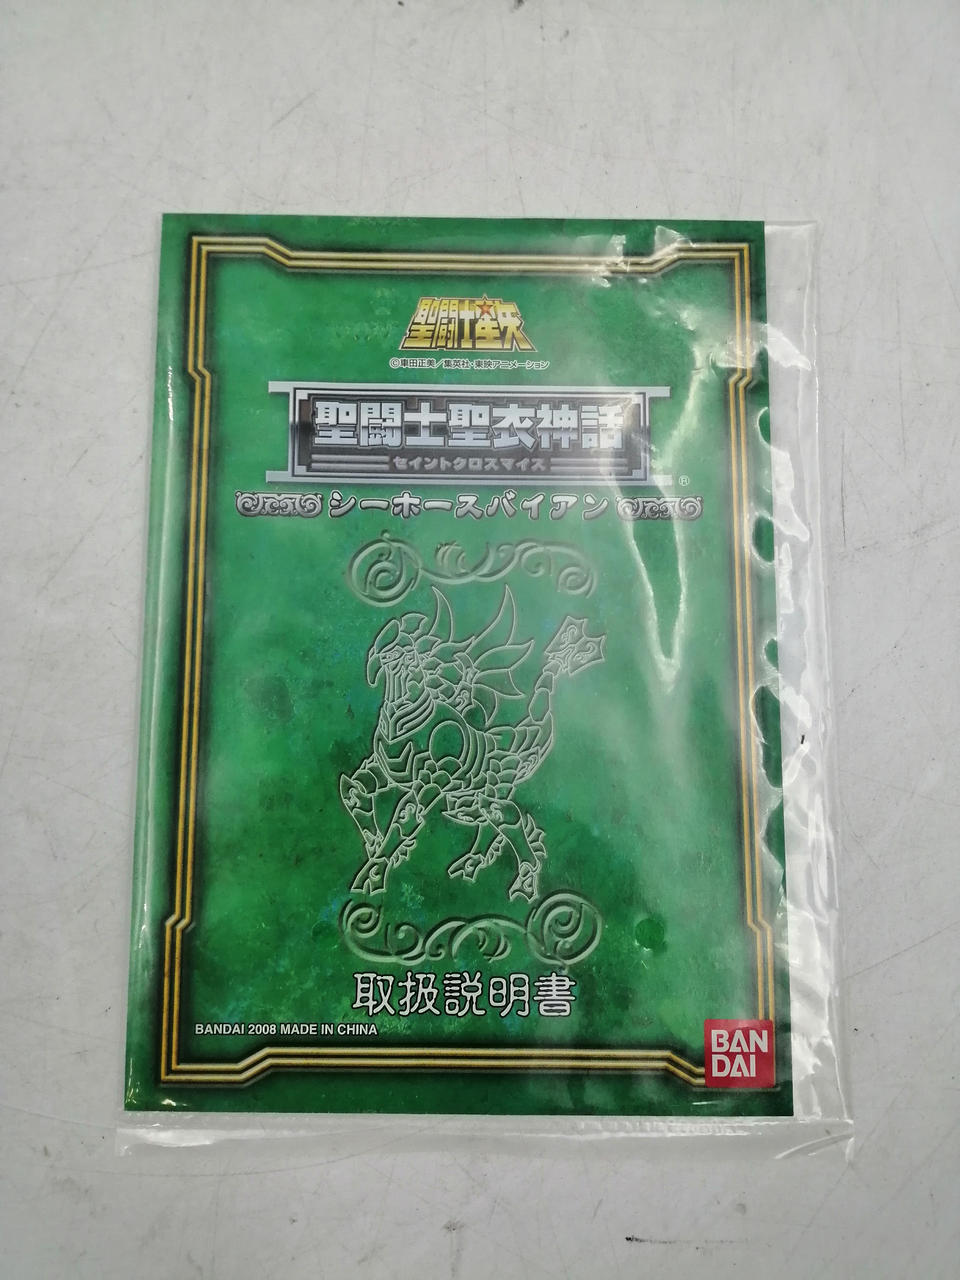 聖闘士星矢
©車田正美／集英社・東映アニメーション
聖闘士聖衣神話
セイントクロスマイス
®
シーホースバイアン
取扱説明書
BANDAI 2008 MADE IN CHINA
BAN
DAI